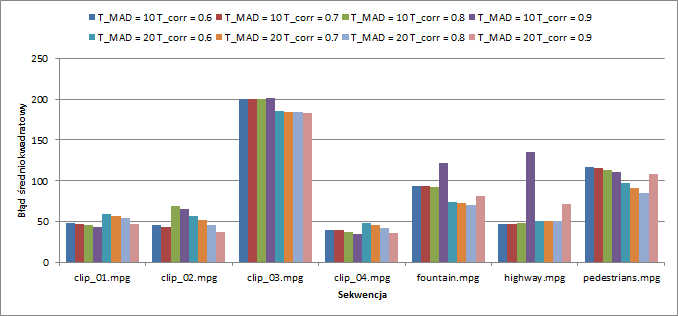 T_MAD = 10 T_corr = 0.6 T_MAD = 10 T_corr = 0.7 T_MAD = 10 T_corr = 0.8 T_MAD = 10 T_corr = 0.9
T_MAD = 20 T_corr = 0.6 T_MAD = 20 T_corr = 0.7 T_MAD = 20 T_corr = 0.8 T_MAD = 20 T_corr = 0.9
Błąd średniokwadratowy
250
200
150
100
50
0
clip_01.mpg clip_02.mpg clip_03.mpg clip_04.mpg fountain.mpg highway.mpg pedestrians.mpg
Sekwencja